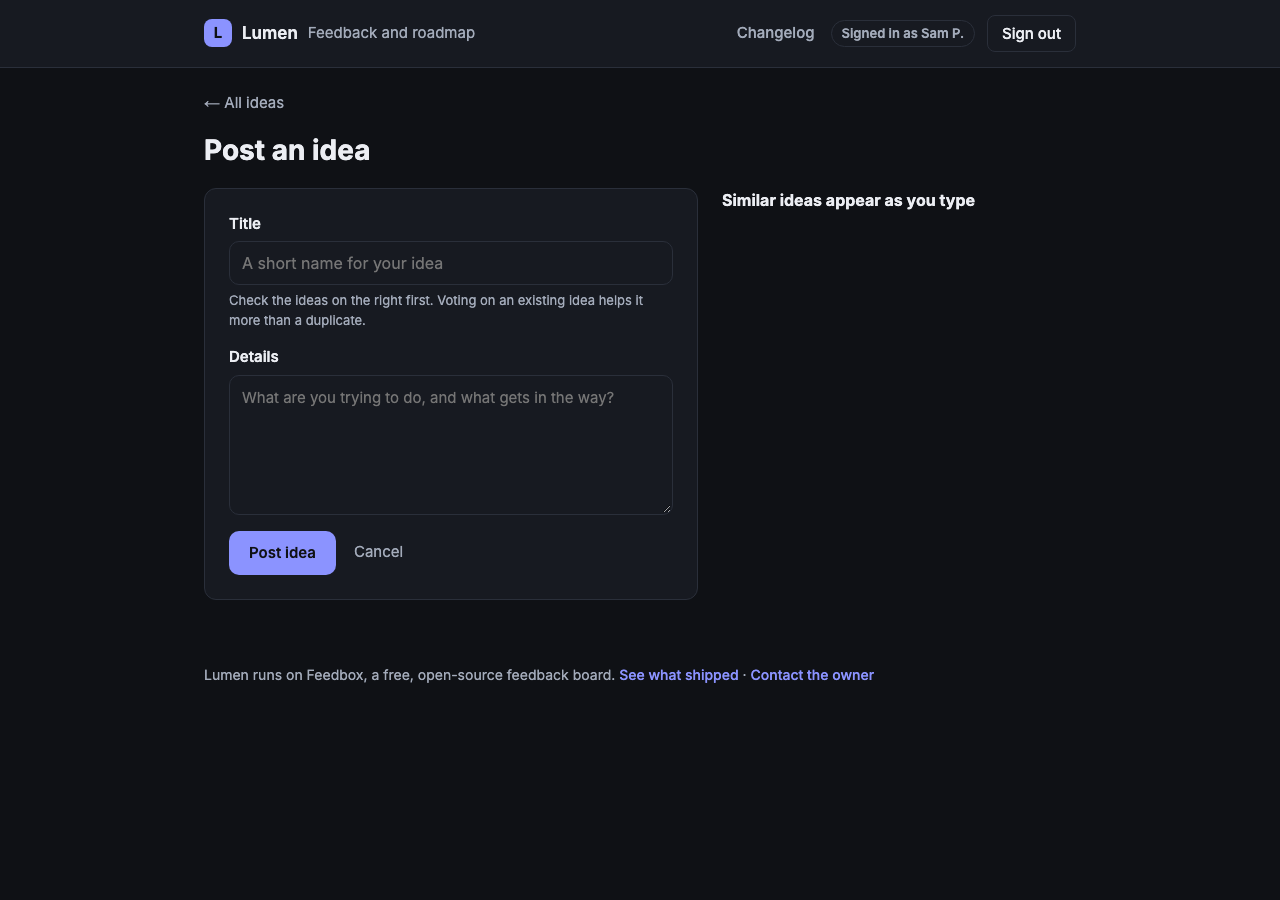 L Lumen Feedback and roadmap Changelog Signed in as Sam P. Sign out
← All ideas
Post an idea
Title
A short name for your idea
Check the ideas on the right first. Voting on an existing idea helps it
more than a duplicate.
Details
What are you trying to do, and what gets in the way?
Post idea Cancel
Similar ideas appear as you type
Lumen runs on Feedbox, a free, open-source feedback board. See what shipped · Contact the owner